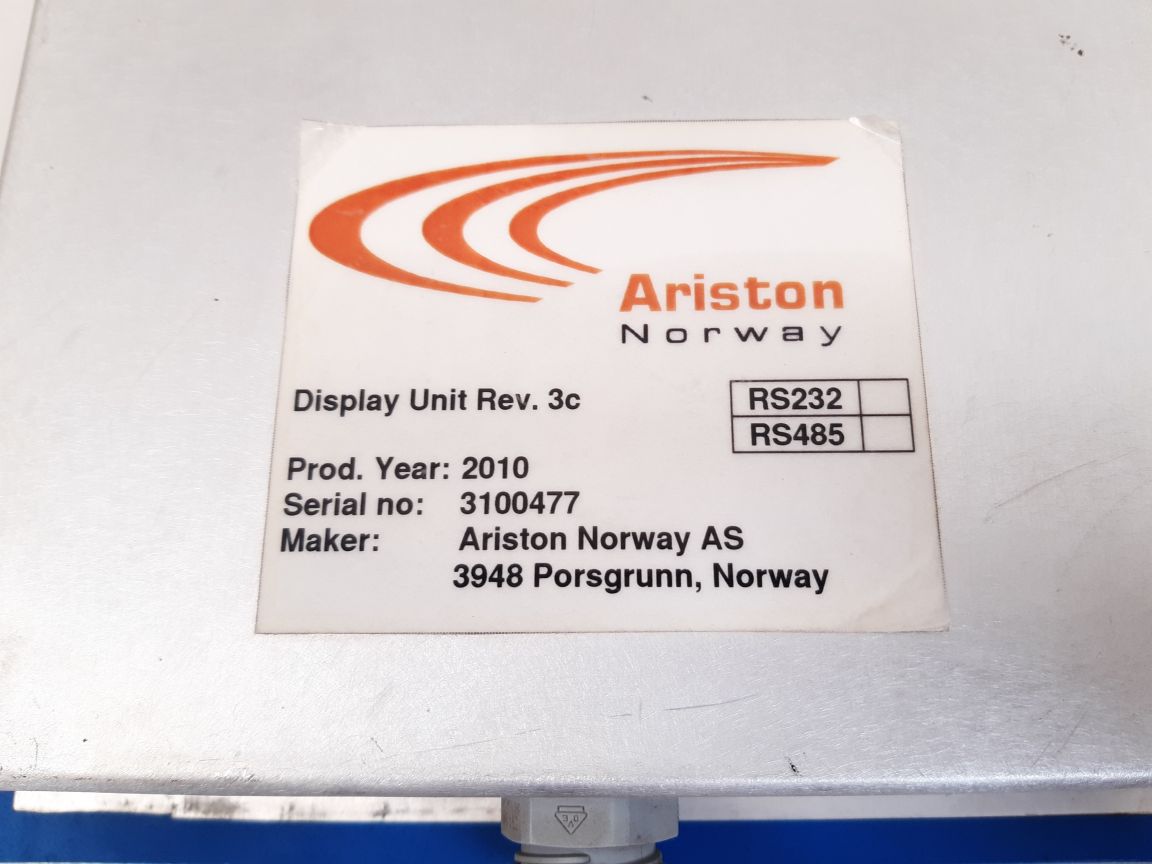 Ariston
Norway
Display Unit Rev. 3c
RS232
RS485
Prod. Year: 2010
Serial no: 3100477
Maker: Ariston Norway AS
3948 Porsgrunn, Norway